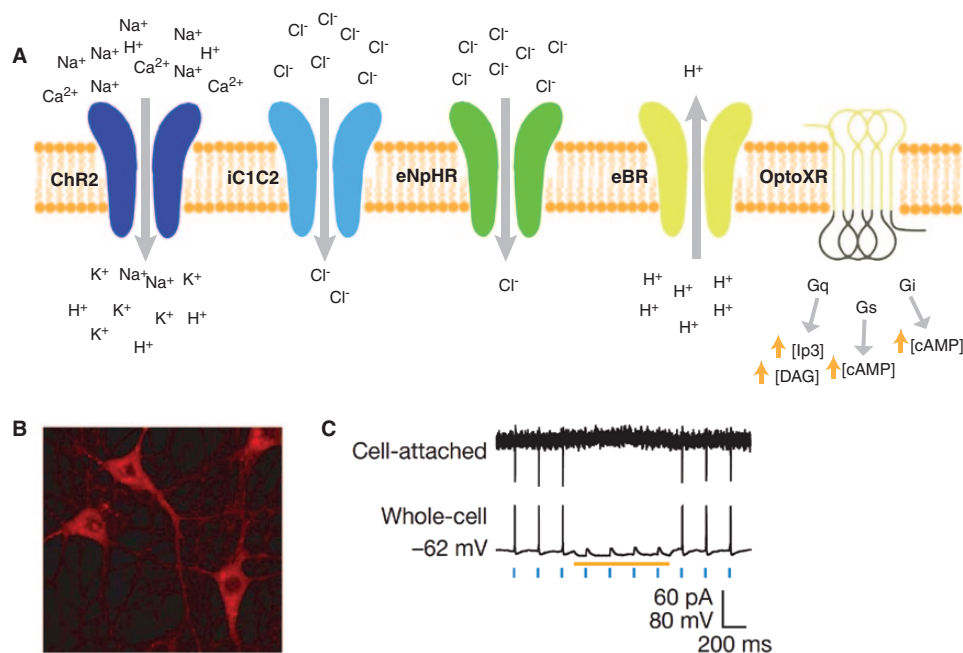 A
Na⁺
Na⁺ H⁺ Na⁺
Na⁺ Ca²⁺ Na⁺ H⁺
Ca²⁺ Na⁺ Ca²⁺
Cl⁻ Cl⁻ Cl⁻ Cl⁻
Cl⁻ Cl⁻ Cl⁻
Cl⁻ Cl⁻ Cl⁻ Cl⁻
Cl⁻ Cl⁻ Cl⁻ Cl⁻
H⁺
ChR2
iC1C2
eNpHR
eBR
OptoXR
K⁺ Na⁺ Na⁺ K⁺
H⁺ K⁺ K⁺ H⁺
H⁺
Cl⁻
Cl⁻
Cl⁻
H⁺ H⁺ H⁺
H⁺ H⁺ H⁺
Gq Gs Gi
[Ip3]
[DAG]
[cAMP]
[cAMP]
B
C
Cell-attached
Whole-cell
–62 mV
60 pA
80 mV
200 ms